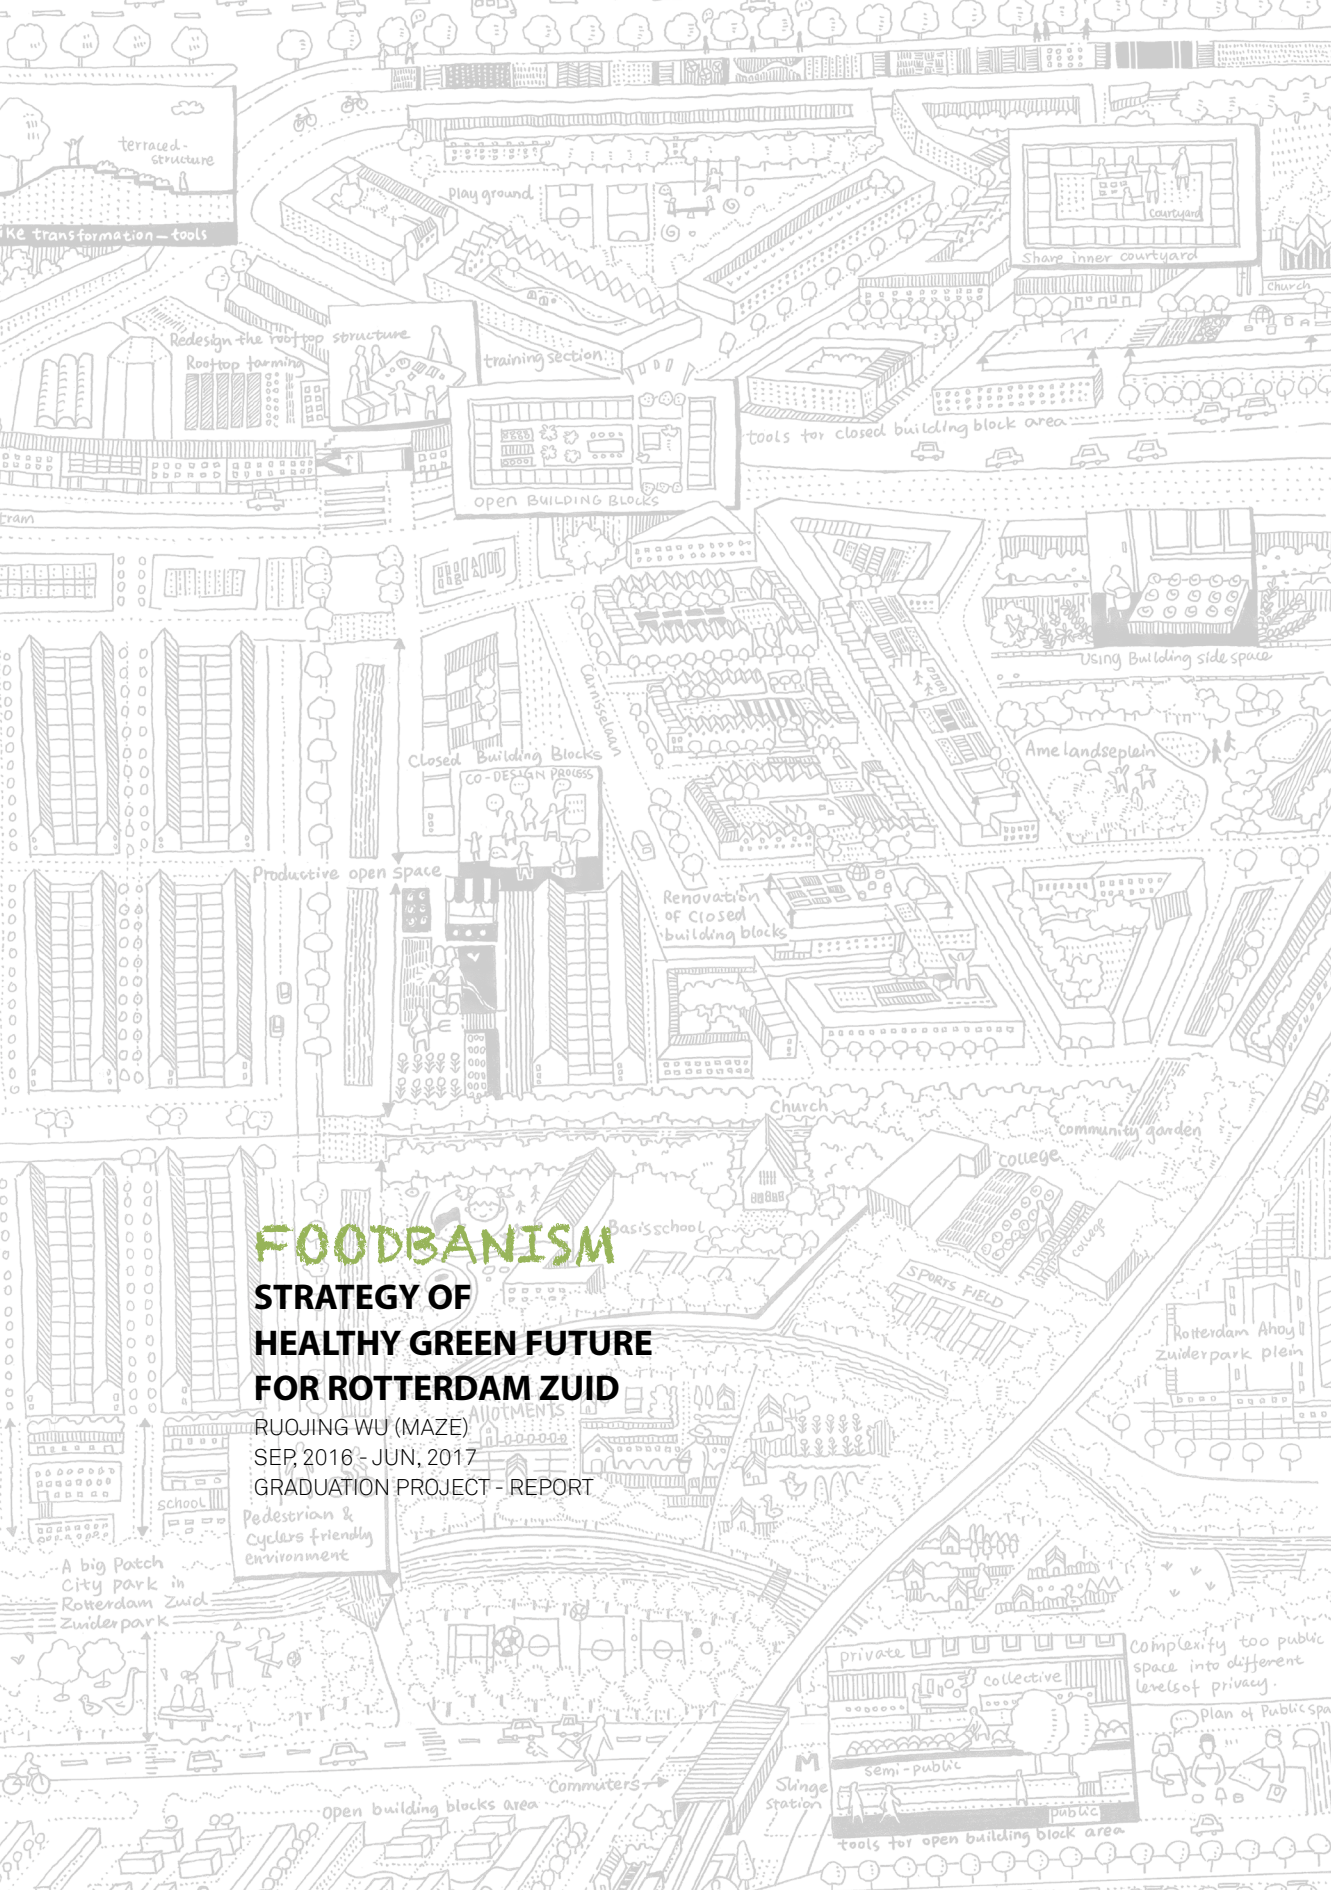 terraced-
structure
ike transformation - tools
Play ground
courtyard
Share inner courtyard
church
Redesign the rooftop structure
Rooftop farming
training section
tools for closed building block area
open BUILDING BLOCKS
tram
Using Building side space
Carnisselaan
Amelandseplein
Closed Building Blocks
CO-DESIGN PROCESS
Productive open space
Renovation
of Closed
building blocks
Church
community garden
college
college
Basisschool
SPORTS FIELD
FOODBANISM
STRATEGY OF
HEALTHY GREEN FUTURE
FOR ROTTERDAM ZUID
RUOJING WU (MAZE)
SEP, 2016 - JUN, 2017
GRADUATION PROJECT - REPORT
ALLOTMENTS
Rotterdam Ahoy
Zuiderpark plein
school
Pedestrian &
Cyclers friendly
environment
A big Patch
City park in
Rotterdam Zuid
Zuiderpark
private
collective
semi-public
public
Complexify too public
space into different
levels of privacy.
Plan of Public spa
Commuters
M
Slinge
station
open building blocks area
tools for open building block area